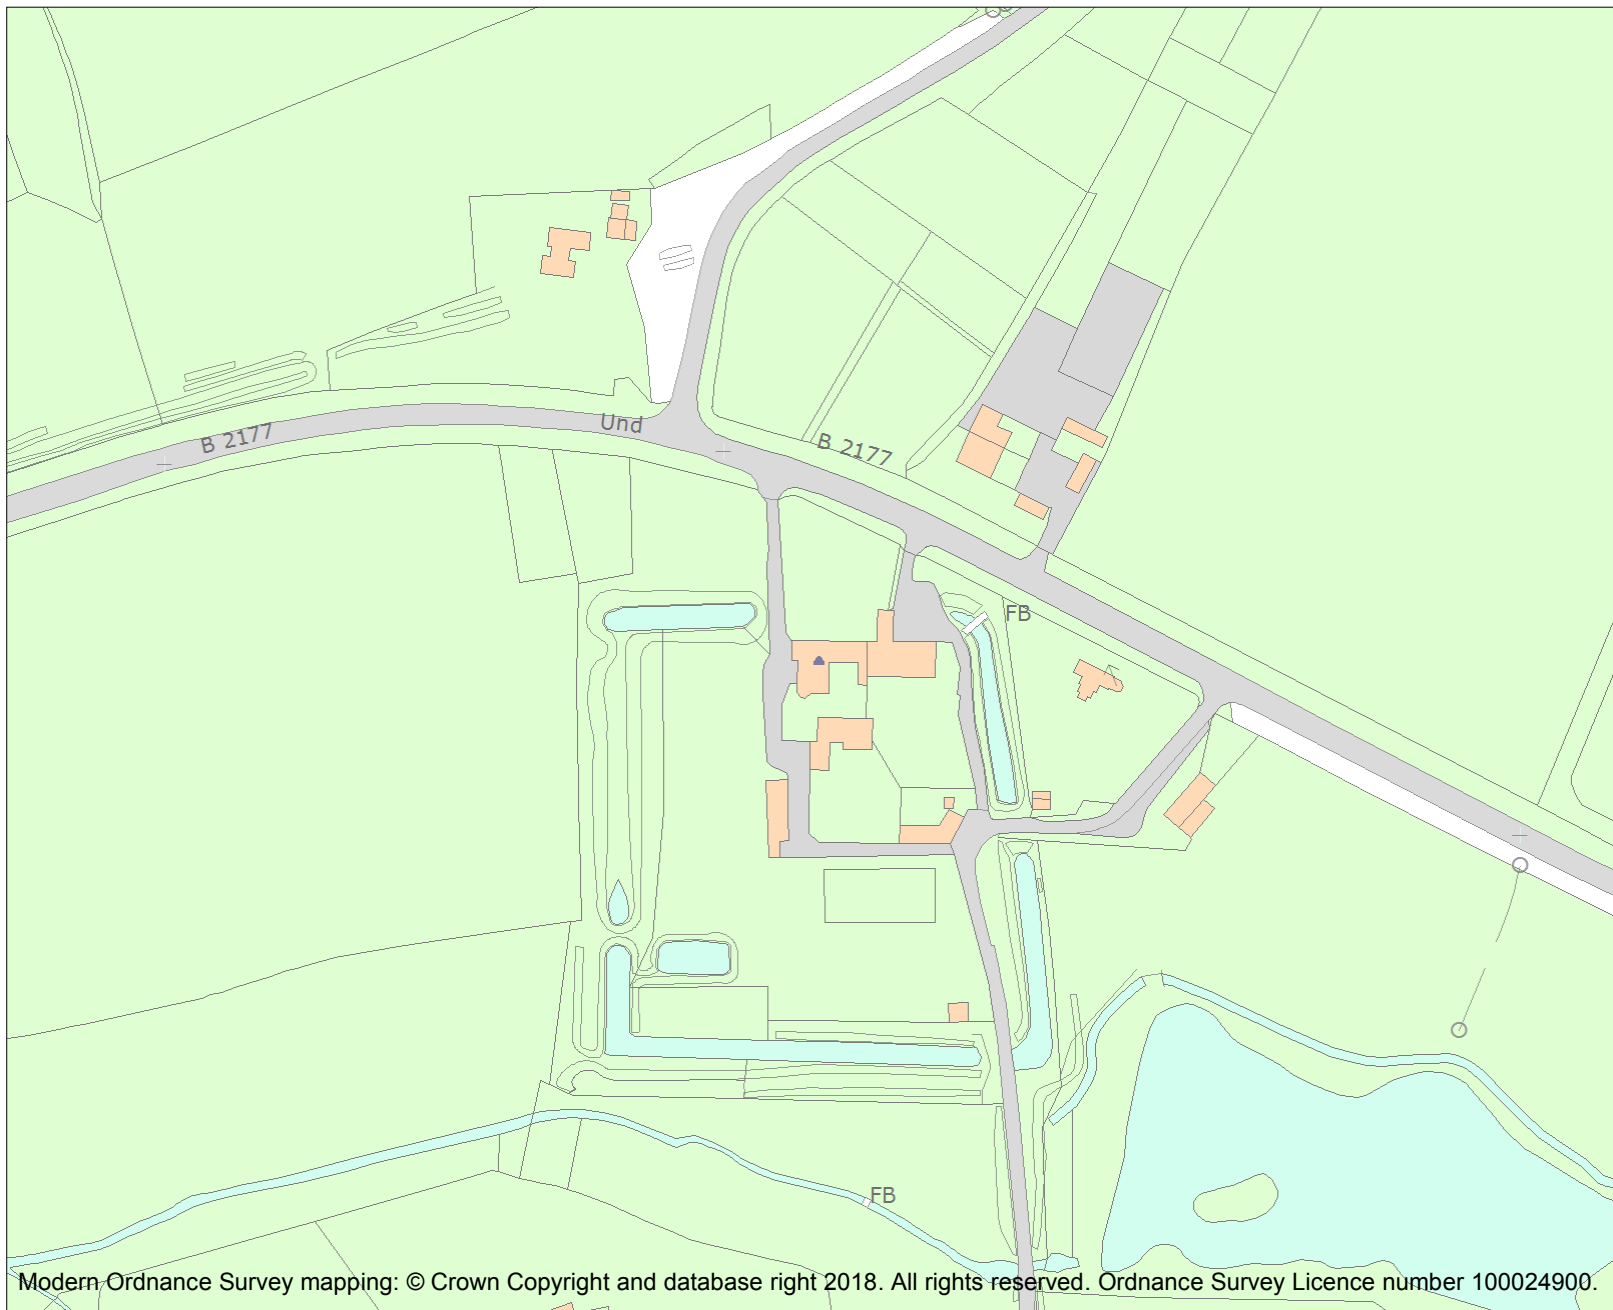 B 2177
Und
B 2177
FB
FB
Modern Ordnance Survey mapping: © Crown Copyright and database right 2018. All rights reserved. Ordnance Survey Licence number 100024900.